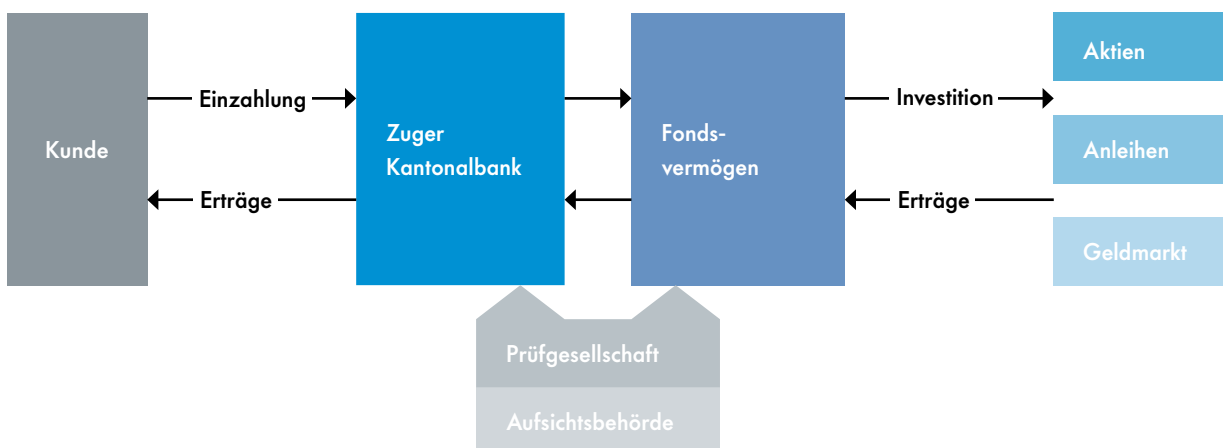 Aktien
Einzahlung
Investition
Kunde
Zuger
Kantonalbank
Fonds-
vermögen
Anleihen
Erträge
Erträge
Geldmarkt
Prüfgesellschaft
Aufsichtsbehörde